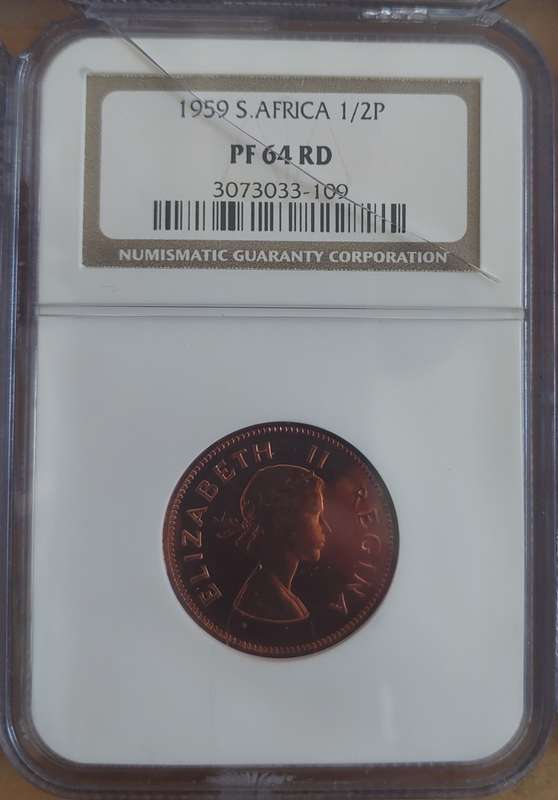 1959 S.AFRICA 1/2P
PF 64 RD
3073033-109
NUMISMATIC GUARANTY CORPORATION
ELIZABETH II REGINA